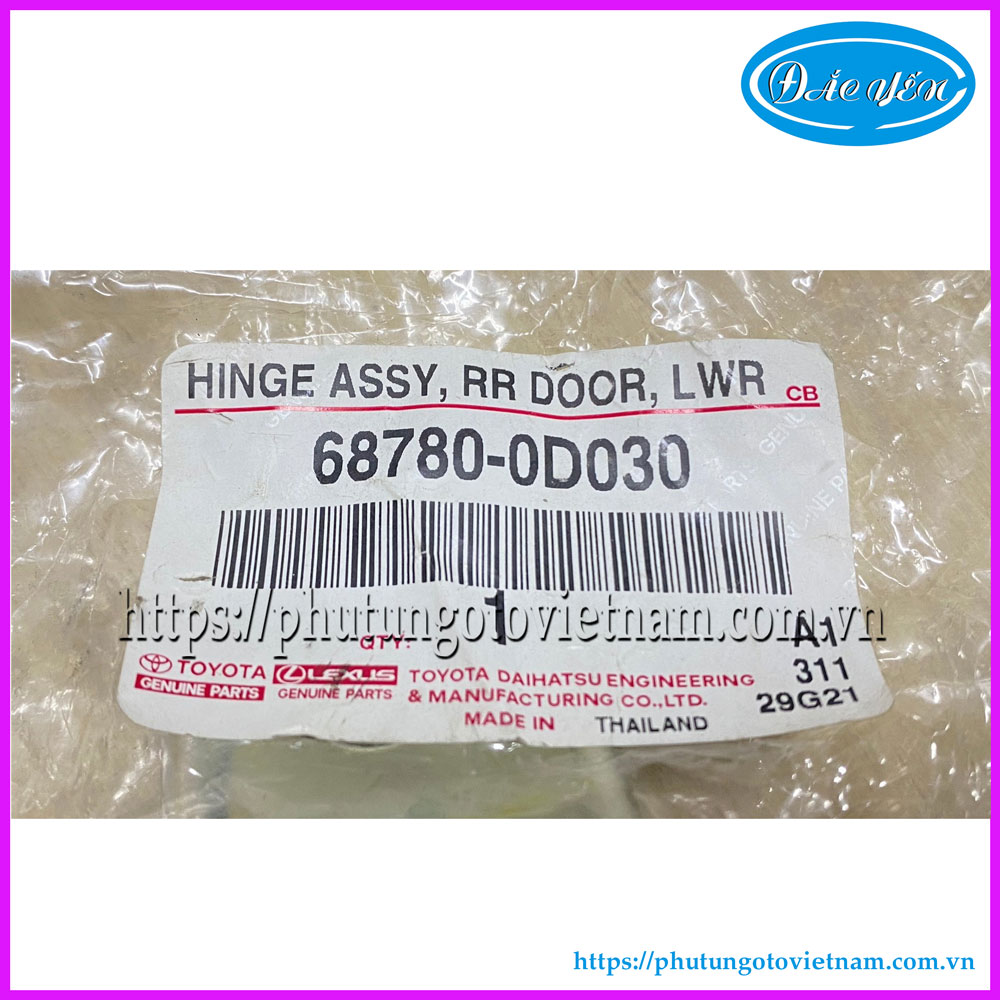 ĐẮC YẾN
HINGE ASSY, RR DOOR, LWR CB
68780-0D030
https://phutungotovietnam.com.vn
QTY: 1 A1
TOYOTA LEXUS TOYOTA DAIHATSU ENGINEERING 311
GENUINE PARTS GENUINE PARTS & MANUFACTURING CO.,LTD. 29G21
MADE IN THAILAND
https://phutungotovietnam.com.vn